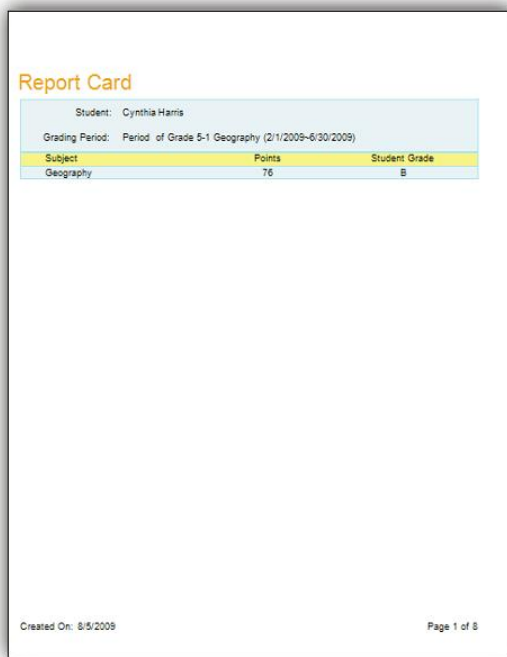 Report Card
Student: Cynthia Harris
Grading Period: Period of Grade 5-1 Geography (2/1/2009~6/30/2009)
Subject Points Student Grade
Geography 76 B
Created On: 8/5/2009 Page 1 of 8